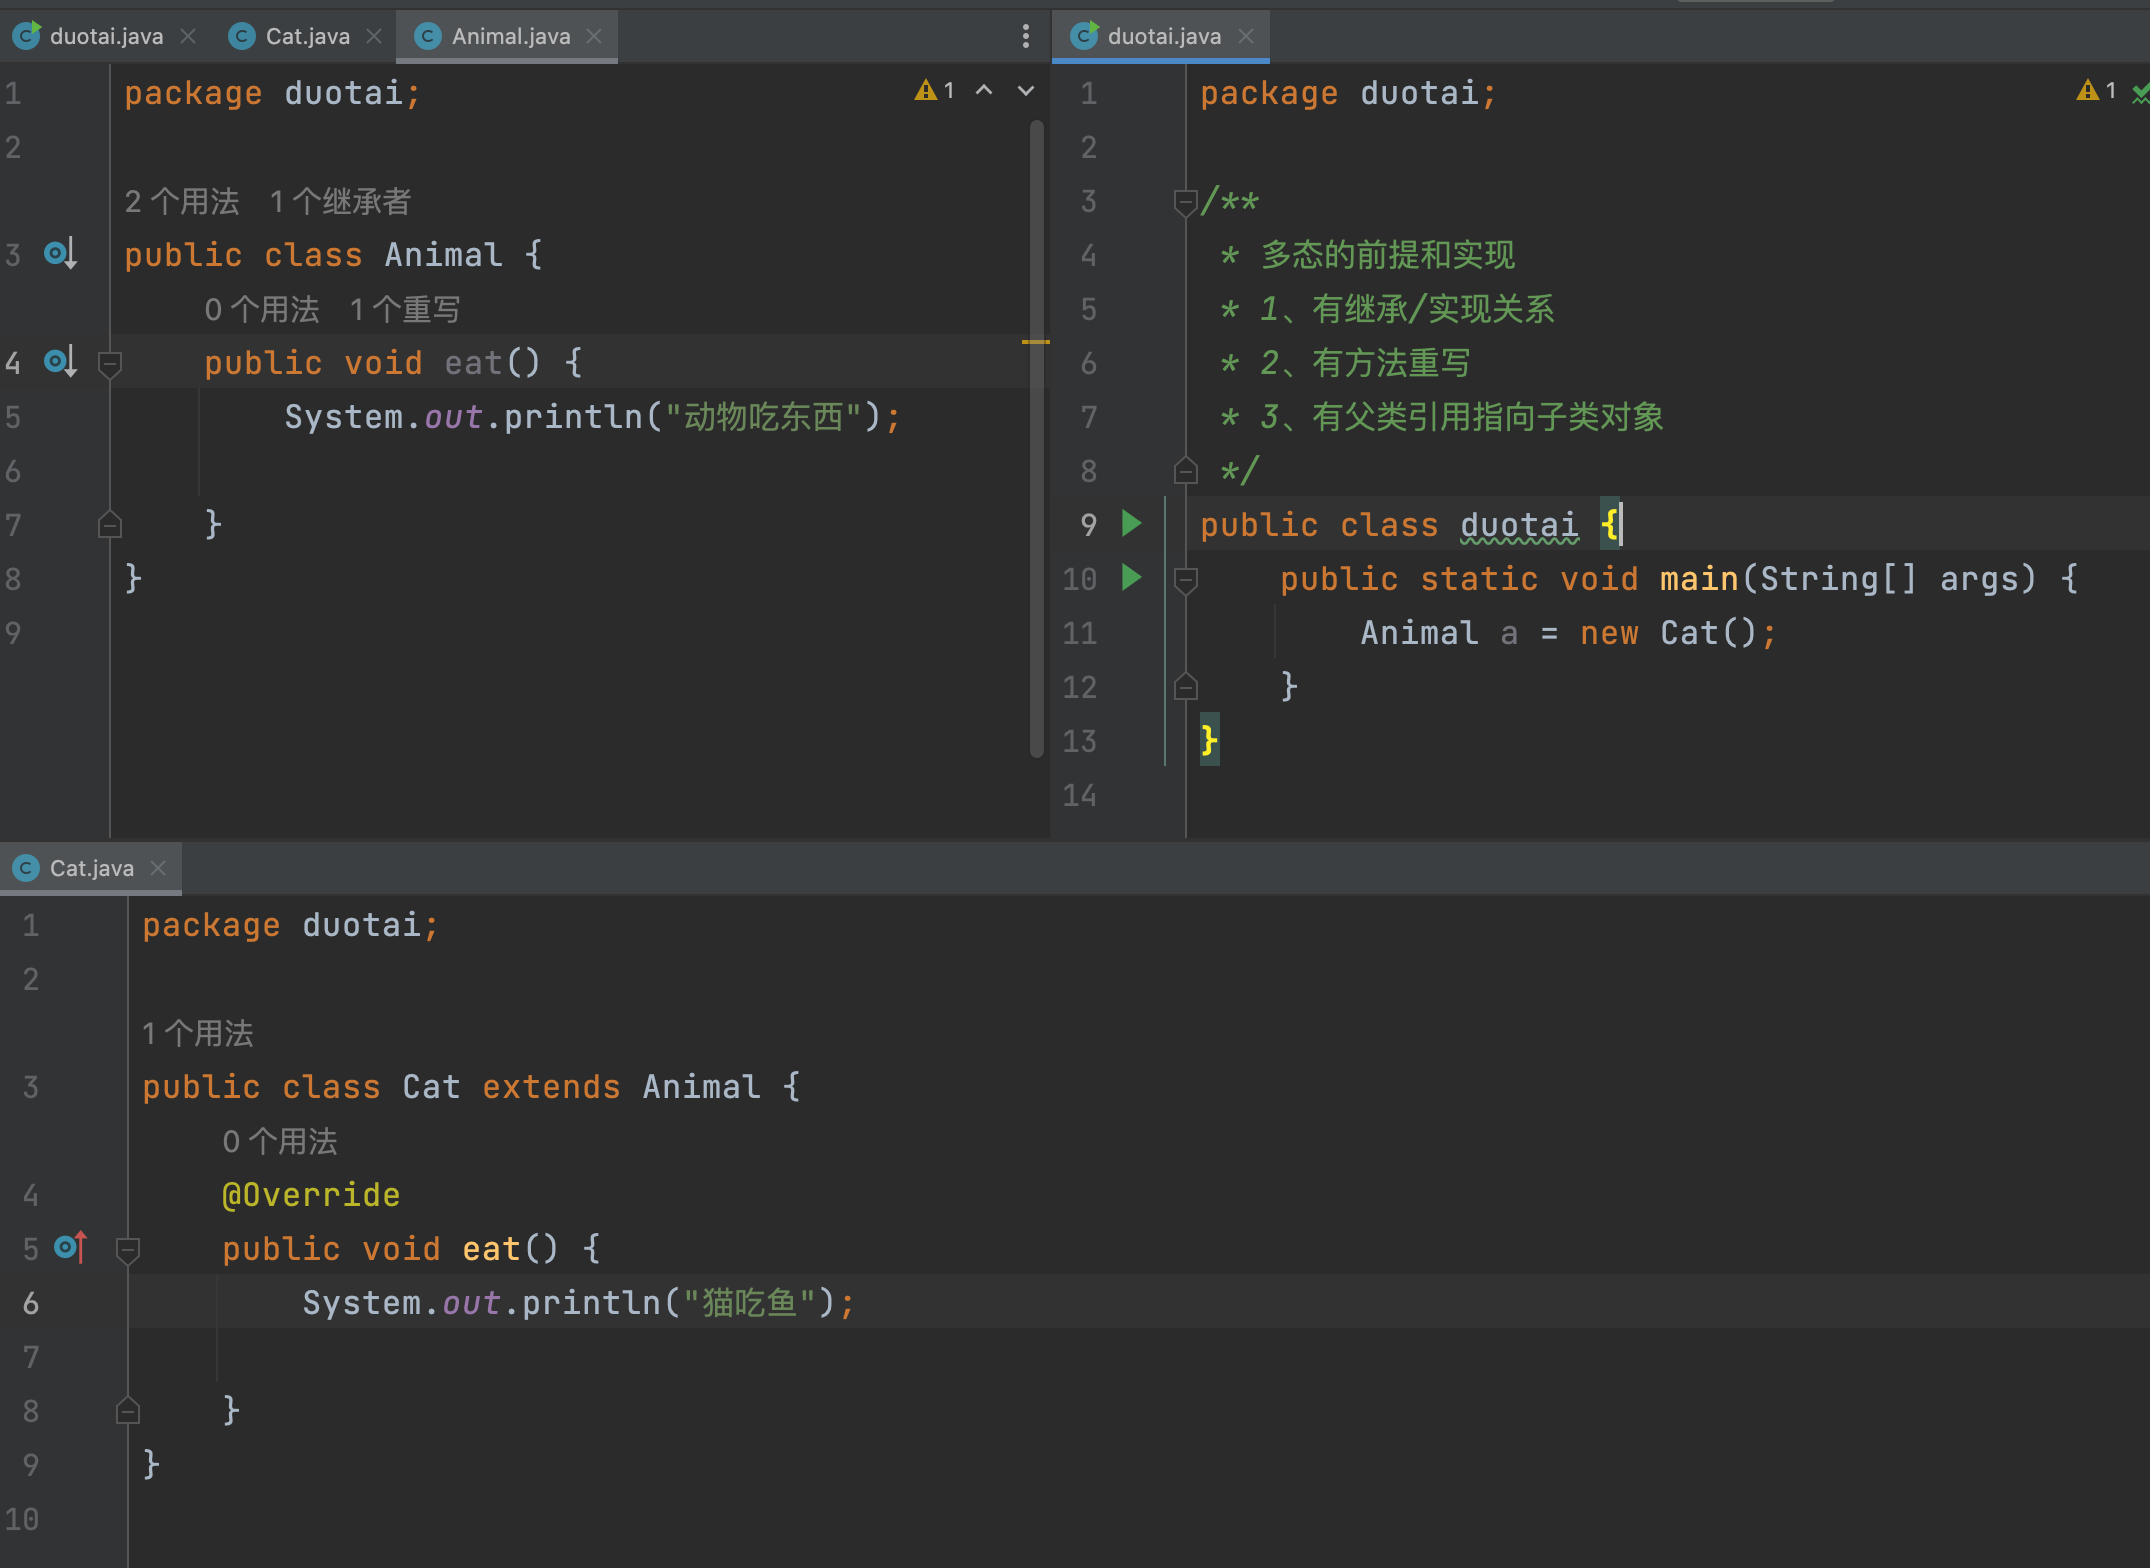 duotai.java
Cat.java
Animal.java
1
1 package duotai;
2
2 个用法 1 个继承者
3 public class Animal {
0 个用法 1 个重写
4 public void eat() {
5 System.out.println("动物吃东西");
6
7 }
8 }
9
duotai.java
1
1 package duotai;
2
3 /**
4 * 多态的前提和实现
5 * 1、有继承/实现关系
6 * 2、有方法重写
7 * 3、有父类引用指向子类对象
8 */
9 public class duotai {
10 public static void main(String[] args) {
11 Animal a = new Cat();
12 }
13 }
14
Cat.java
1 package duotai;
2
1 个用法
3 public class Cat extends Animal {
0 个用法
4 @Override
5 public void eat() {
6 System.out.println("猫吃鱼");
7
8 }
9 }
10